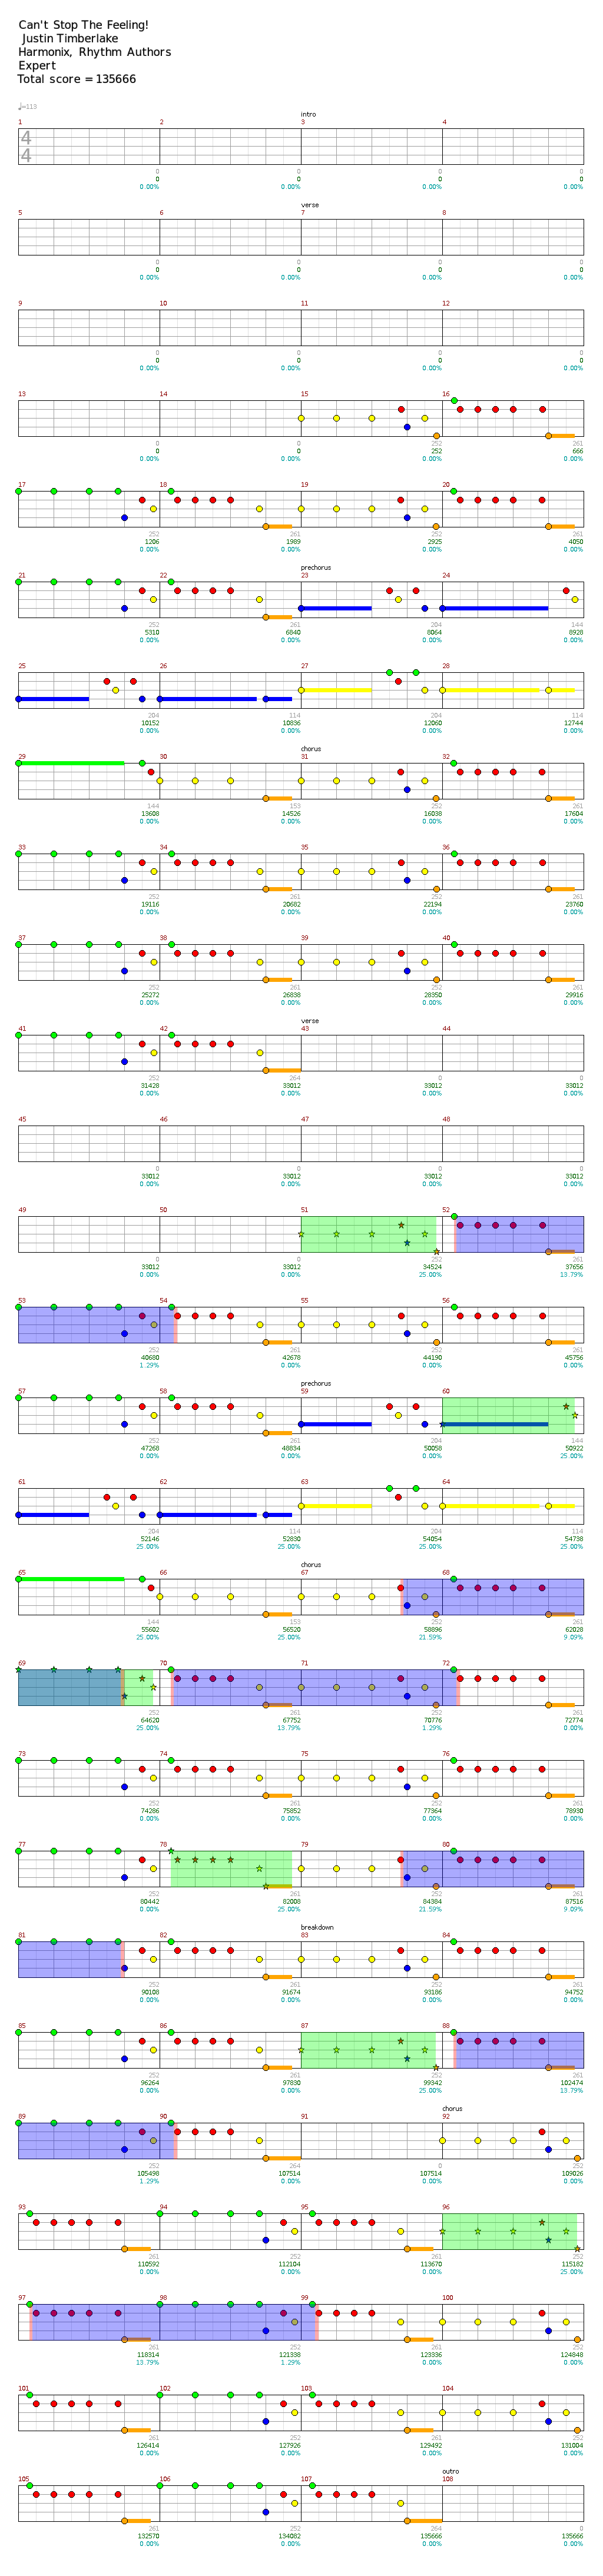 Can't Stop The Feeling!
Justin Timberlake
Harmonix, Rhythm Authors
Expert
Total score = 135666
♩=113
intro
1 2 3 4
4
4
0 0 0 0
0 0 0 0
0.00% 0.00% 0.00% 0.00%
verse
5 6 7 8
0 0 0 0
0 0 0 0
0.00% 0.00% 0.00% 0.00%
9 10 11 12
0 0 0 0
0 0 0 0
0.00% 0.00% 0.00% 0.00%
13 14 15 16
0 0 252 261
0 0 252 666
0.00% 0.00% 0.00% 0.00%
17 18 19 20
252 261 252 261
1206 1989 2925 4050
0.00% 0.00% 0.00% 0.00%
prechorus
21 22 23 24
252 261 204 144
5310 6840 8064 8928
0.00% 0.00% 0.00% 0.00%
25 26 27 28
204 114 204 114
10152 10836 12060 12744
0.00% 0.00% 0.00% 0.00%
chorus
29 30 31 32
144 153 252 261
13608 14526 16038 17604
0.00% 0.00% 0.00% 0.00%
33 34 35 36
252 261 252 261
19116 20682 22194 23760
0.00% 0.00% 0.00% 0.00%
37 38 39 40
252 261 252 261
25272 26838 28350 29916
0.00% 0.00% 0.00% 0.00%
verse
41 42 43 44
252 264 0 0
31428 33012 33012 33012
0.00% 0.00% 0.00% 0.00%
45 46 47 48
0 0 0 0
33012 33012 33012 33012
0.00% 0.00% 0.00% 0.00%
49 50 51 52
0 0 252 261
33012 33012 34524 37656
0.00% 0.00% 25.00% 13.79%
53 54 55 56
252 261 252 261
40680 42678 44190 45756
1.29% 0.00% 0.00% 0.00%
prechorus
57 58 59 60
252 261 204 144
47268 48834 50058 50922
0.00% 0.00% 0.00% 25.00%
61 62 63 64
204 114 204 114
52146 52830 54054 54738
25.00% 25.00% 25.00% 25.00%
chorus
65 66 67 68
144 153 252 261
55602 56520 58896 62028
25.00% 25.00% 21.59% 9.09%
69 70 71 72
252 261 252 261
64620 67752 70776 72774
25.00% 13.79% 1.29% 0.00%
73 74 75 76
252 261 252 261
74286 75852 77364 78930
0.00% 0.00% 0.00% 0.00%
77 78 79 80
252 261 252 261
80442 82008 84384 87516
0.00% 25.00% 21.59% 9.09%
breakdown
81 82 83 84
252 261 252 261
90108 91674 93186 94752
0.00% 0.00% 0.00% 0.00%
85 86 87 88
252 261 252 261
96264 97830 99342 102474
0.00% 0.00% 25.00% 13.79%
chorus
89 90 91 92
252 264 0 252
105498 107514 107514 109026
1.29% 0.00% 0.00% 0.00%
93 94 95 96
261 252 261 252
110592 112104 113670 115182
0.00% 0.00% 0.00% 25.00%
97 98 99 100
261 252 261 252
118314 121338 123336 124848
13.79% 1.29% 0.00% 0.00%
101 102 103 104
261 252 261 252
126414 127926 129492 131004
0.00% 0.00% 0.00% 0.00%
outro
105 106 107 108
261 252 264 0
132570 134082 135666 135666
0.00% 0.00% 0.00% 0.00%